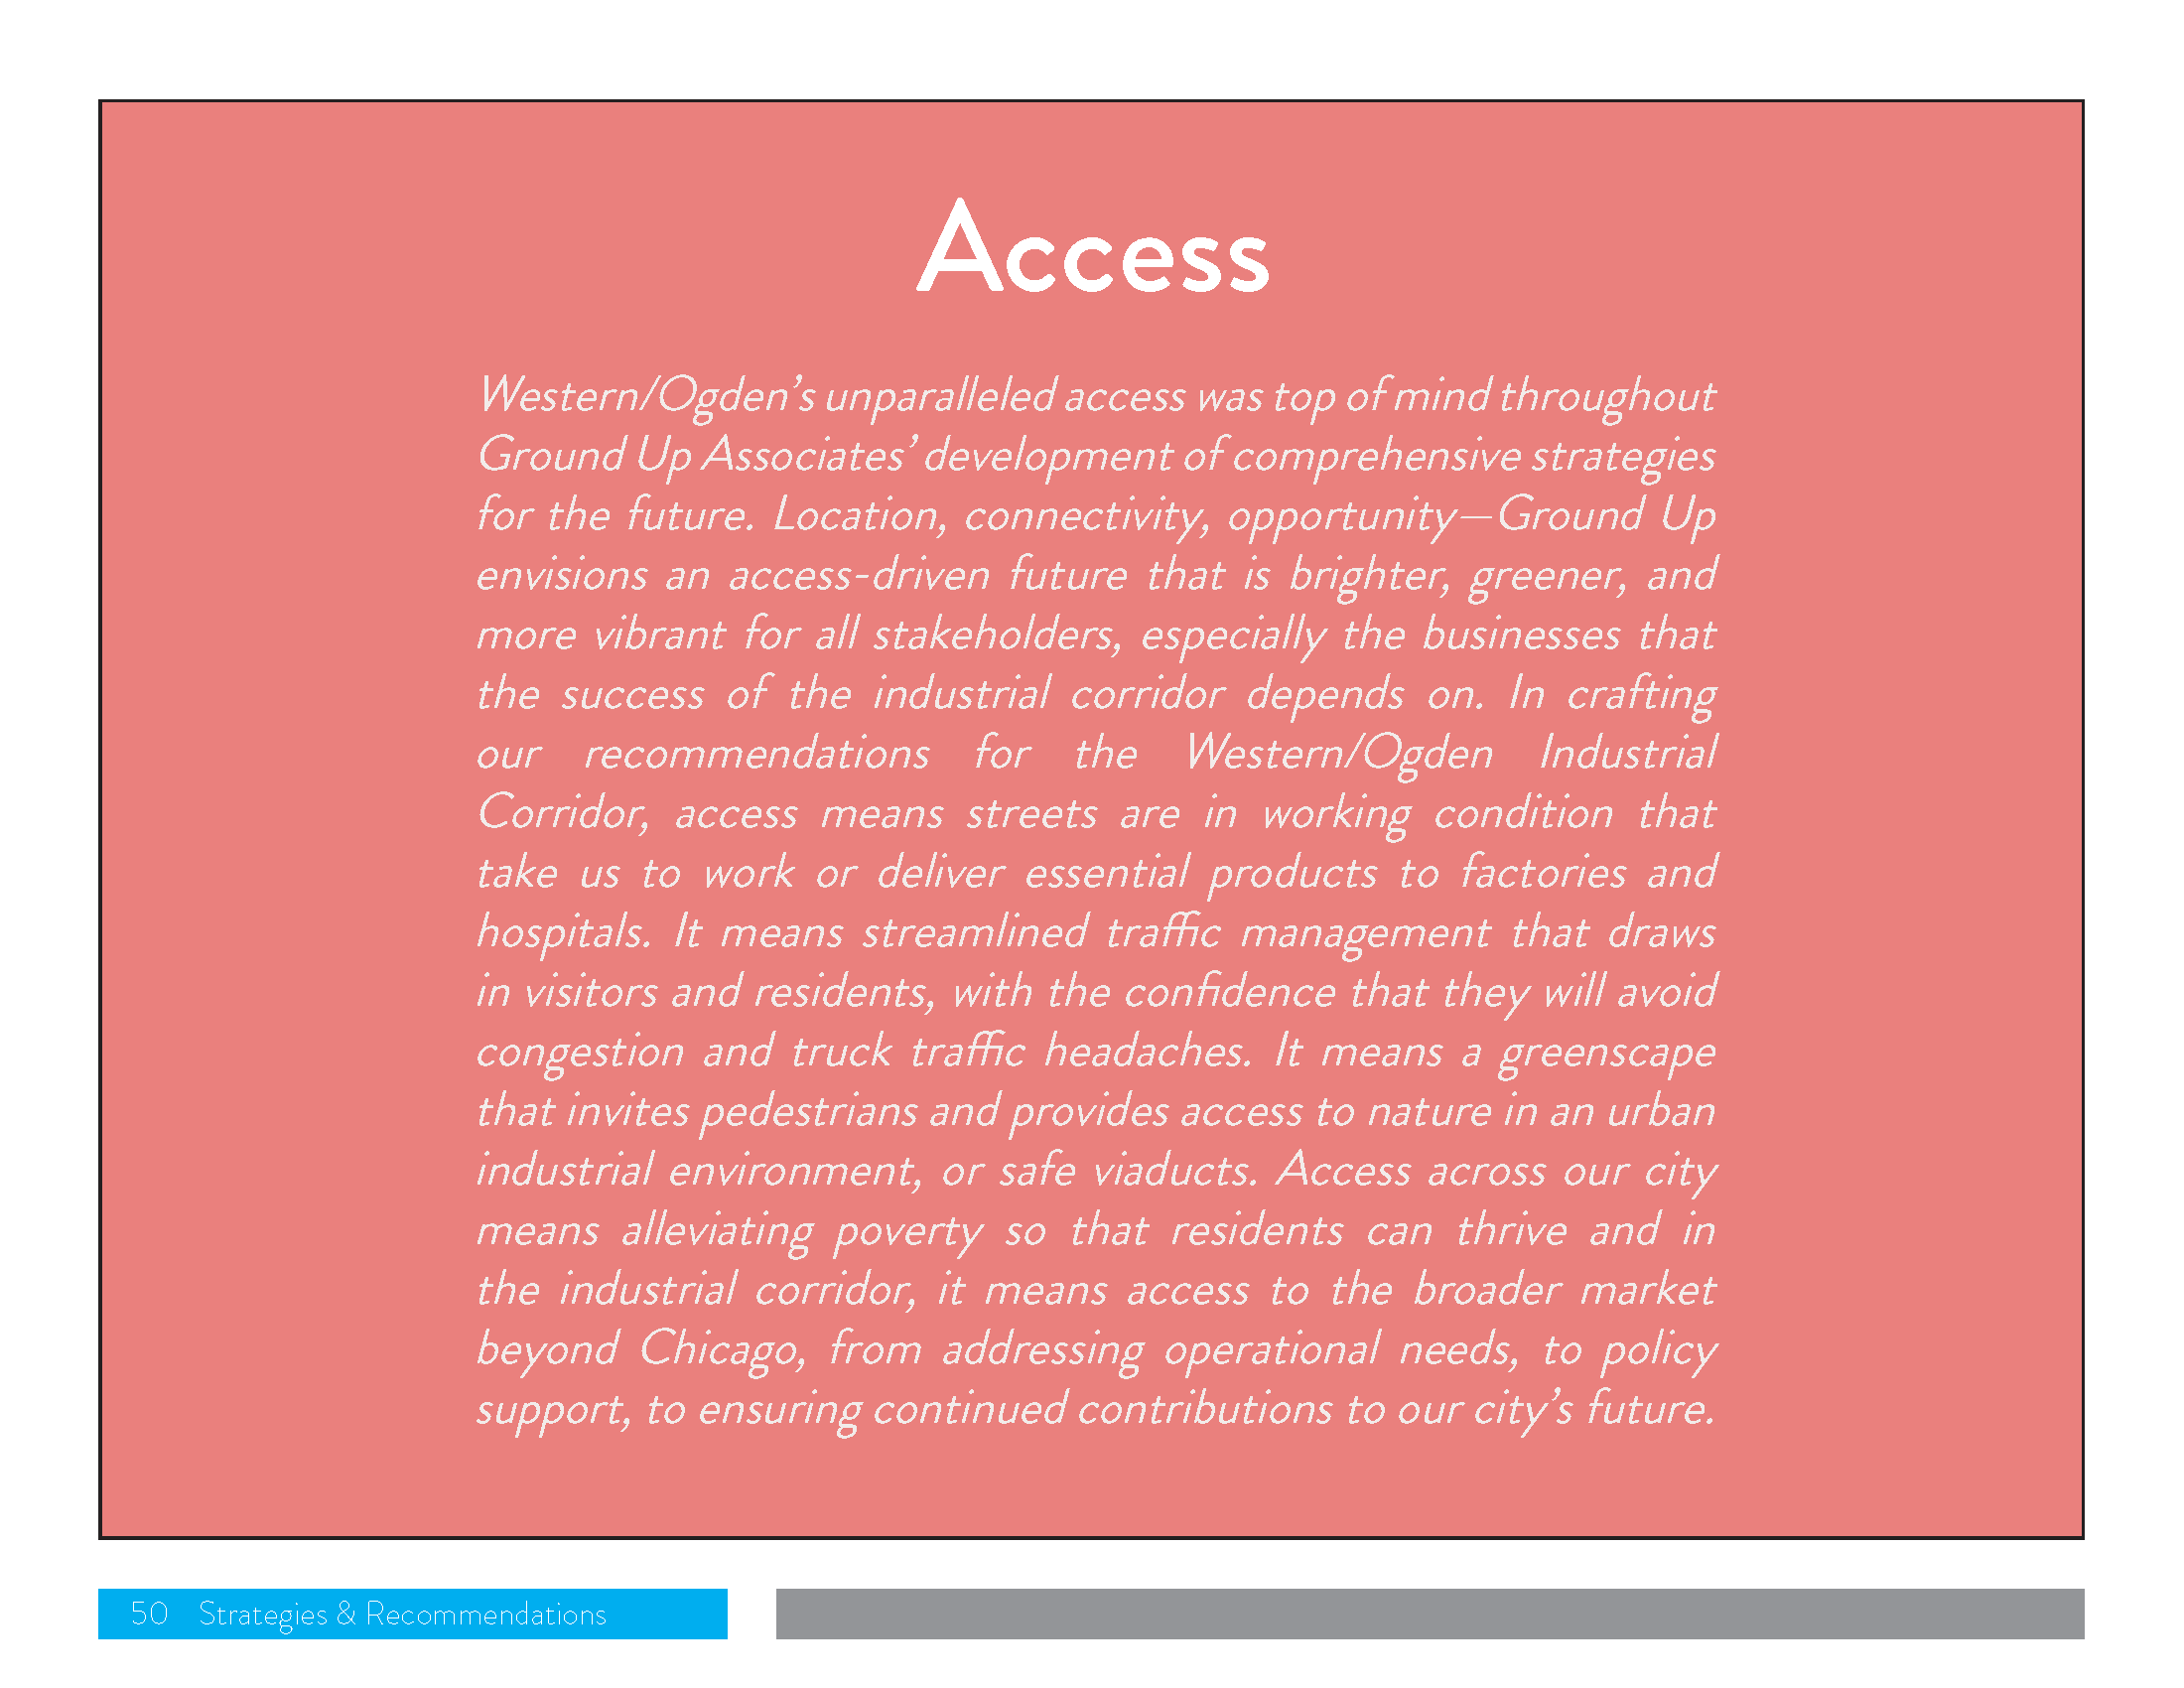 Access
Western/Ogden’s unparalleled access was top of mind throughout
Ground Up Associates’ development of comprehensive strategies
for the future. Location, connectivity, opportunity—Ground Up
envisions an access-driven future that is brighter, greener, and
more vibrant for all stakeholders, especially the businesses that
the success of the industrial corridor depends on. In crafting
our recommendations for the Western/Ogden Industrial
Corridor, access means streets are in working condition that
take us to work or deliver essential products to factories and
hospitals. It means streamlined traffic management that draws
in visitors and residents, with the confidence that they will avoid
congestion and truck traffic headaches. It means a greenscape
that invites pedestrians and provides access to nature in an urban
industrial environment, or safe viaducts. Access across our city
means alleviating poverty so that residents can thrive and in
the industrial corridor, it means access to the broader market
beyond Chicago, from addressing operational needs, to policy
support, to ensuring continued contributions to our city’s future.
50 Strategies & Recommendations